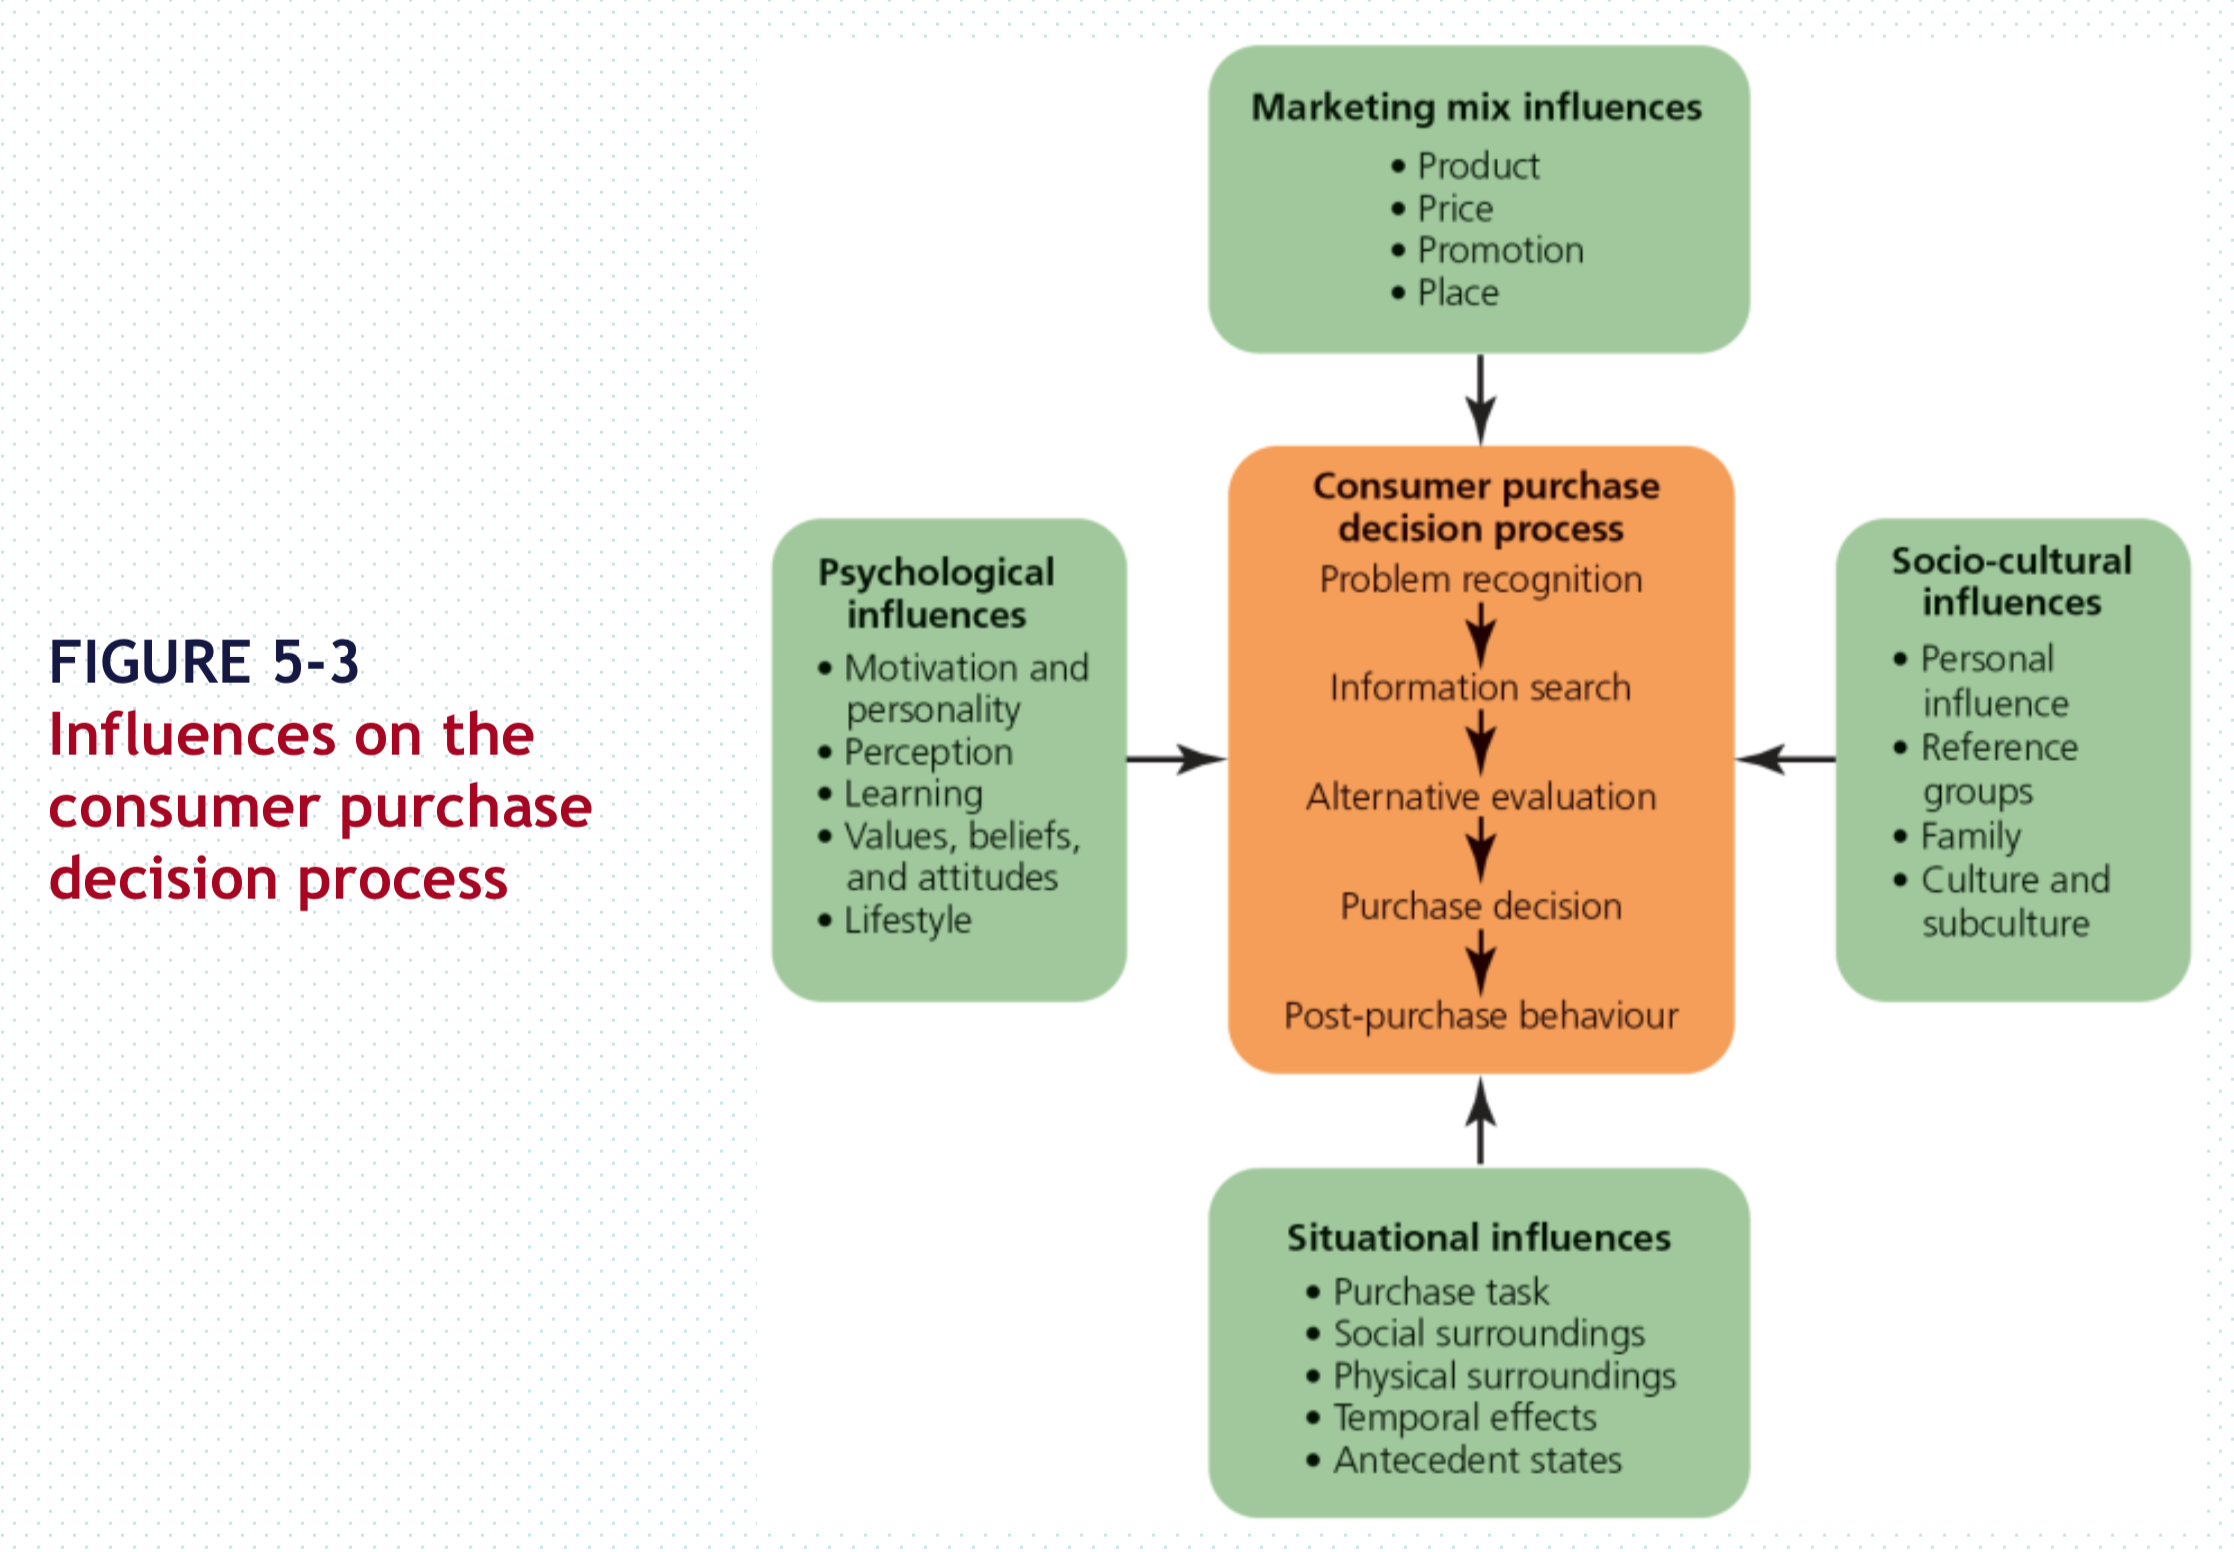 FIGURE 5-3
Influences on the
consumer purchase
decision process
Marketing mix influences
• Product
• Price
• Promotion
• Place
Psychological
influences
• Motivation and
personality
• Perception
• Learning
• Values, beliefs,
and attitudes
• Lifestyle
Consumer purchase
decision process
Problem recognition
Information search
Alternative evaluation
Purchase decision
Post-purchase behaviour
Socio-cultural
influences
• Personal
influence
• Reference
groups
• Family
• Culture and
subculture
Situational influences
• Purchase task
• Social surroundings
• Physical surroundings
• Temporal effects
• Antecedent states